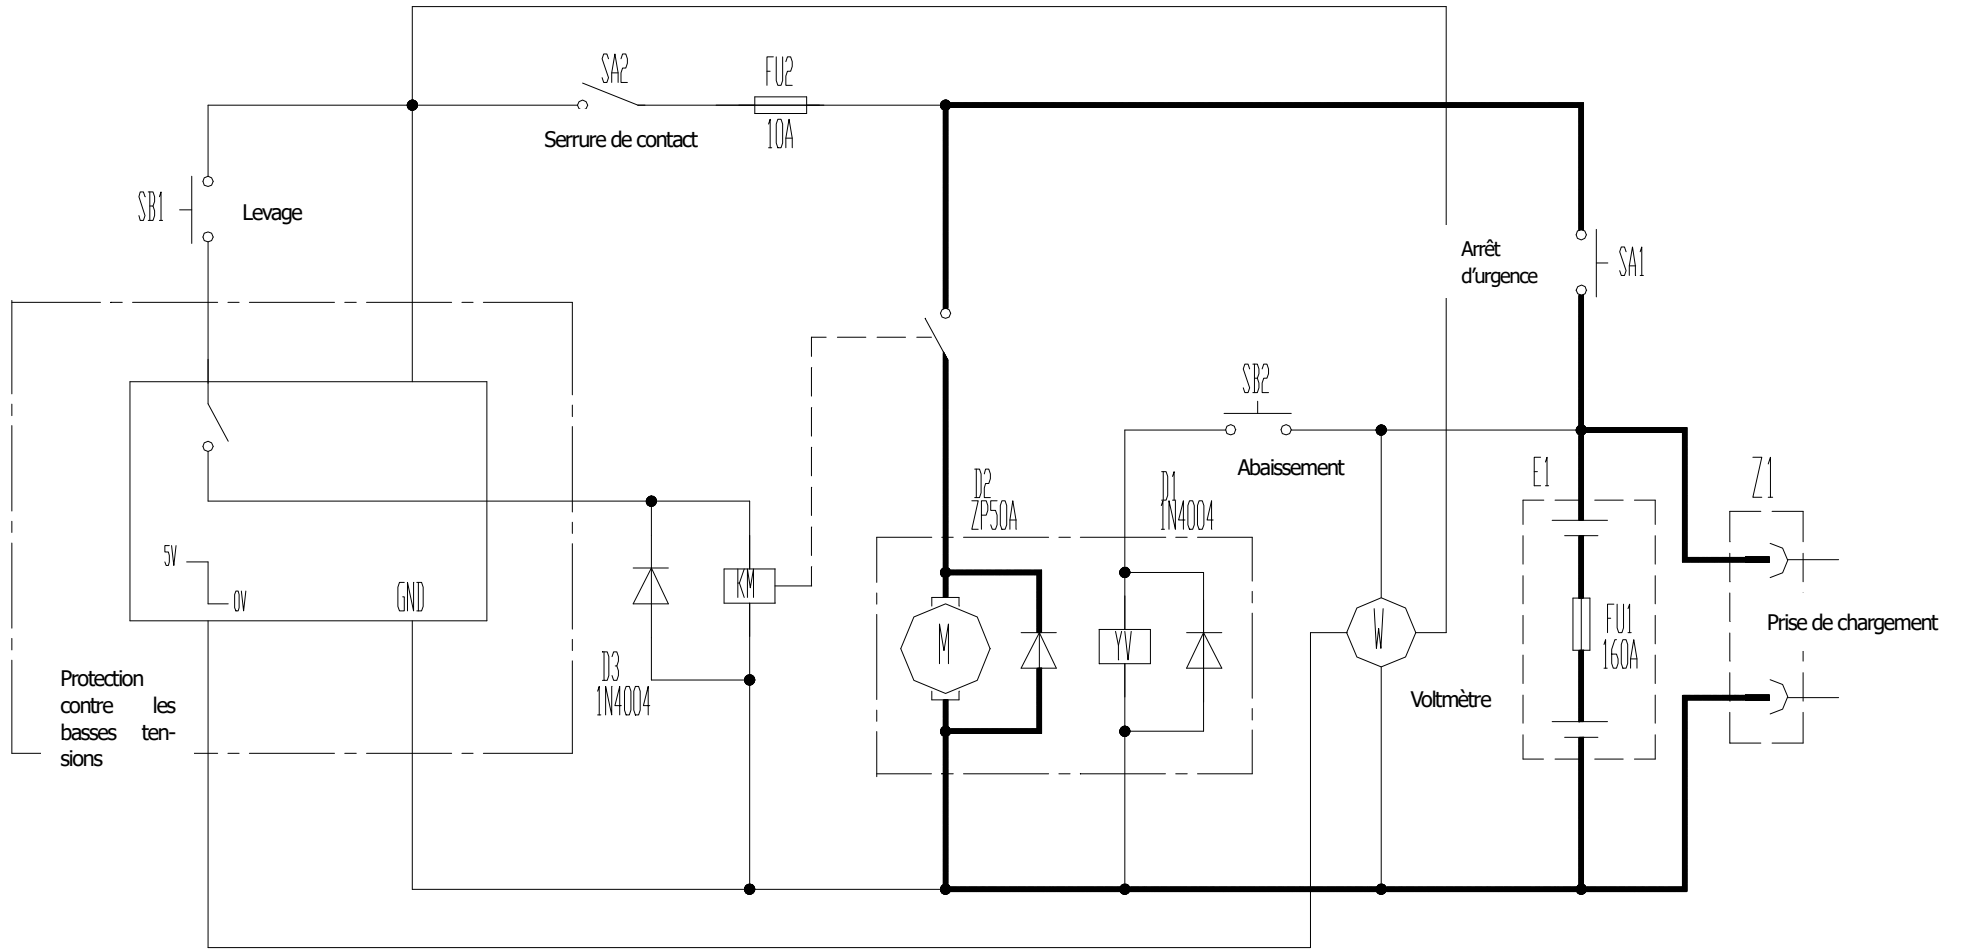 SA2
FU2
10A
Serrure de contact
SB1
Levage
Arrêt
d'urgence
SA1
SB2
Abaissement
D2
ZP50A
D1
1N4004
E1
Z1
5V
0V
GND
KM
M
YV
W
FU1
160A
Prise de chargement
D3
1N4004
Protection
contre les
basses ten-
sions
Voltmètre